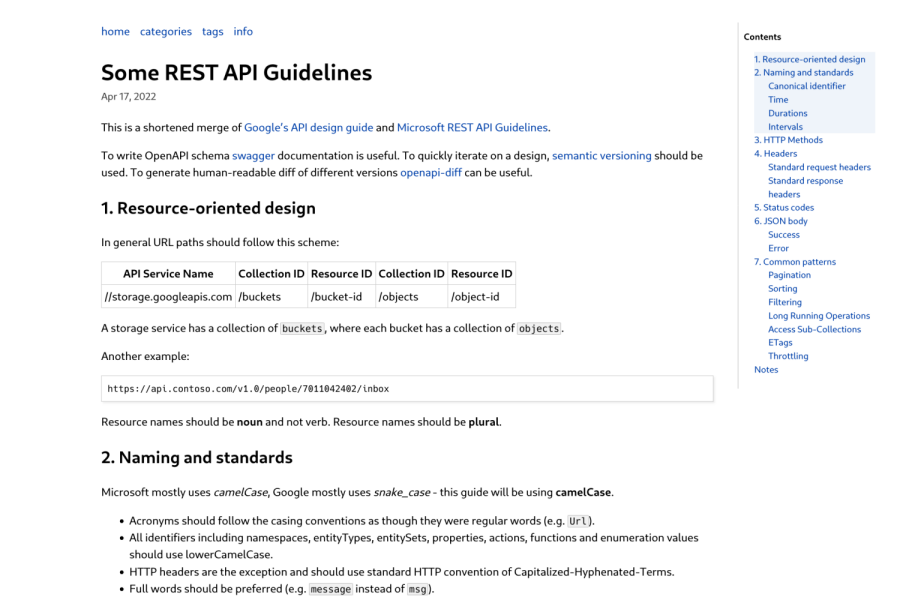 home categories tags info
Some REST API Guidelines
Apr 17, 2022
This is a shortened merge of Google's API design guide and Microsoft REST API Guidelines.
To write OpenAPI schema swagger documentation is useful. To quickly iterate on a design, semantic versioning should be
used. To generate human-readable diff of different versions openapi-diff can be useful.
1. Resource-oriented design
In general URL paths should follow this scheme:
API Service Name Collection ID Resource ID Collection ID Resource ID
//storage.googleapis.com /buckets /bucket-id /objects /object-id
A storage service has a collection of buckets, where each bucket has a collection of objects.
Another example:
https://api.contoso.com/v1.0/people/7011042402/inbox
Resource names should be noun and not verb. Resource names should be plural.
2. Naming and standards
Microsoft mostly uses camelCase, Google mostly uses snake_case - this guide will be using camelCase.
• Acronyms should follow the casing conventions as though they were regular words (e.g. Url).
• All identifiers including namespaces, entityTypes, entitySets, properties, actions, functions and enumeration values
should use lowerCamelCase.
• HTTP headers are the exception and should use standard HTTP convention of Capitalized-Hyphenated-Terms.
• Full words should be preferred (e.g. message instead of msg).
Contents
1. Resource-oriented design
2. Naming and standards
Canonical identifier
Time
Durations
Intervals
3. HTTP Methods
4. Headers
Standard request headers
Standard response
headers
5. Status codes
6. JSON body
Success
Error
7. Common patterns
Pagination
Sorting
Filtering
Long Running Operations
Access Sub-Collections
ETags
Throttling
Notes